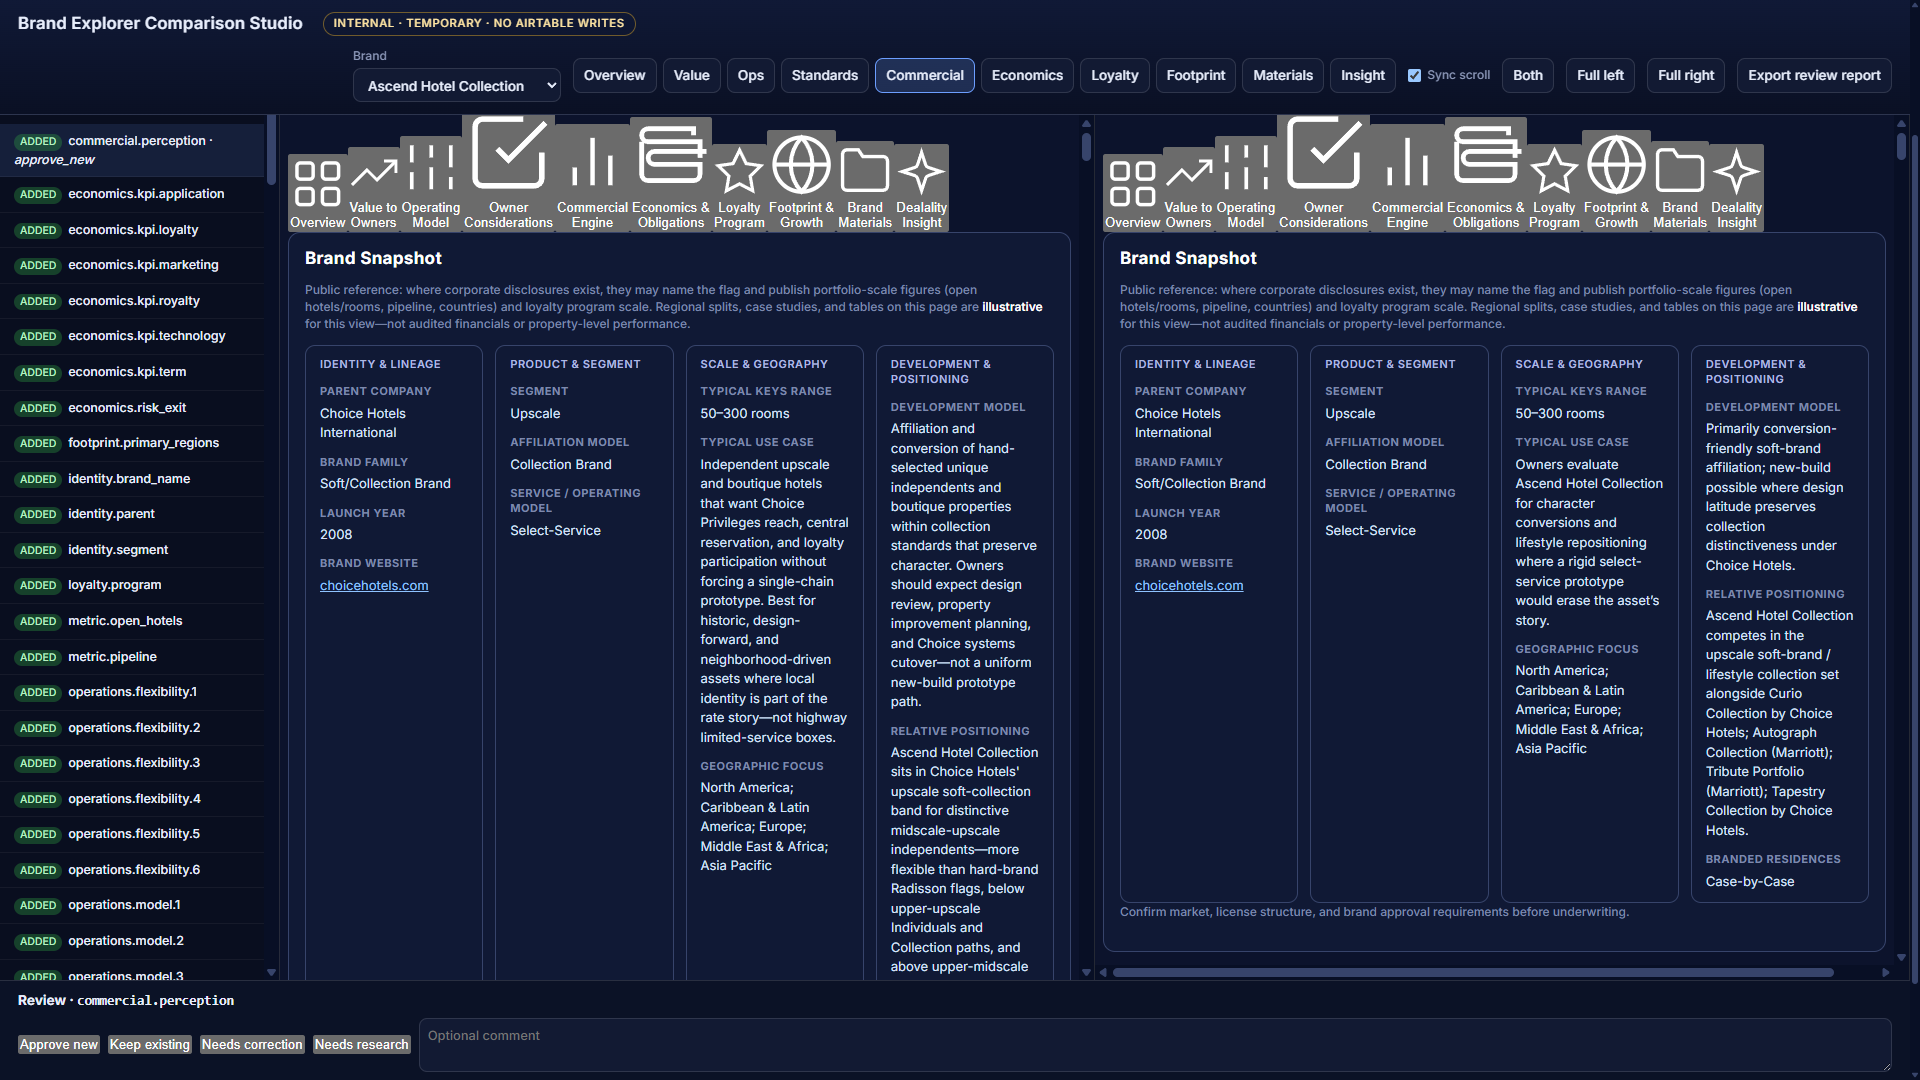 Brand Explorer Comparison Studio
INTERNAL · TEMPORARY · NO AIRTABLE WRITES
Brand
Ascend Hotel Collection
Overview
Value
Ops
Standards
Commercial
Economics
Loyalty
Footprint
Materials
Insight
Sync scroll
Both
Full left
Full right
Export review report
ADDED commercial.perception ·
approve_new
ADDED economics.kpi.application
ADDED economics.kpi.loyalty
ADDED economics.kpi.marketing
ADDED economics.kpi.royalty
ADDED economics.kpi.technology
ADDED economics.kpi.term
ADDED economics.risk_exit
ADDED footprint.primary_regions
ADDED identity.brand_name
ADDED identity.parent
ADDED identity.segment
ADDED loyalty.program
ADDED metric.open_hotels
ADDED metric.pipeline
ADDED operations.flexibility.1
ADDED operations.flexibility.2
ADDED operations.flexibility.3
ADDED operations.flexibility.4
ADDED operations.flexibility.5
ADDED operations.flexibility.6
ADDED operations.model.1
ADDED operations.model.2
ADDED operations.model.3
Overview
Value to
Owners
Operating
Model
Owner
Considerations
Commercial
Engine
Economics &
Obligations
Loyalty
Program
Footprint &
Growth
Brand
Materials
Deality
Insight
Brand Snapshot
Public reference: where corporate disclosures exist, they may name the flag and publish portfolio-scale figures (open
hotels/rooms, pipeline, countries) and loyalty program scale. Regional splits, case studies, and tables on this page are illustrative
for this view—not audited financials or property-level performance.
IDENTITY & LINEAGE
PARENT COMPANY
Choice Hotels
International
BRAND FAMILY
Soft/Collection Brand
LAUNCH YEAR
2008
BRAND WEBSITE
choicehotels.com
PRODUCT & SEGMENT
SEGMENT
Upscale
AFFILIATION MODEL
Collection Brand
SERVICE / OPERATING
MODEL
Select-Service
SCALE & GEOGRAPHY
TYPICAL KEYS RANGE
50–300 rooms
TYPICAL USE CASE
Independent upscale
and boutique hotels
that want Choice
Privileges reach, central
reservation, and loyalty
participation without
forcing a single-chain
prototype. Best for
historic, design-
forward, and
neighborhood-driven
assets where local
identity is part of the
rate story—not highway
limited-service boxes.
GEOGRAPHIC FOCUS
North America;
Caribbean & Latin
America; Europe;
Middle East & Africa;
Asia Pacific
DEVELOPMENT &
POSITIONING
DEVELOPMENT MODEL
Affiliation and
conversion of hand-
selected unique
independents and
boutique properties
within collection
standards that preserve
character. Owners
should expect design
review, property
improvement planning,
and Choice systems
cutover—not a uniform
new-build prototype
path.
RELATIVE POSITIONING
Ascend Hotel Collection
sits in Choice Hotels'
upscale soft-collection
band for distinctive
midscale-upscale
independents—more
flexible than hard-brand
Radisson flags, below
upper-upscale
Individuals and
Collection paths, and
above upper-midscale
Overview
Value to
Owners
Operating
Model
Owner
Considerations
Commercial
Engine
Economics &
Obligations
Loyalty
Program
Footprint &
Growth
Brand
Materials
Deality
Insight
Brand Snapshot
Public reference: where corporate disclosures exist, they may name the flag and publish portfolio-scale figures (open
hotels/rooms, pipeline, countries) and loyalty program scale. Regional splits, case studies, and tables on this page are illustrative
for this view—not audited financials or property-level performance.
IDENTITY & LINEAGE
PARENT COMPANY
Choice Hotels
International
BRAND FAMILY
Soft/Collection Brand
LAUNCH YEAR
2008
BRAND WEBSITE
choicehotels.com
PRODUCT & SEGMENT
SEGMENT
Upscale
AFFILIATION MODEL
Collection Brand
SERVICE / OPERATING
MODEL
Select-Service
SCALE & GEOGRAPHY
TYPICAL KEYS RANGE
50–300 rooms
TYPICAL USE CASE
Owners evaluate
Ascend Hotel Collection
for character
conversions and
lifestyle repositioning
where a rigid select-
service prototype
would erase the asset's
story.
GEOGRAPHIC FOCUS
North America;
Caribbean & Latin
America; Europe;
Middle East & Africa;
Asia Pacific
DEVELOPMENT &
POSITIONING
DEVELOPMENT MODEL
Primarily conversion-
friendly soft-brand
affiliation; new-build
possible where design
latitude preserves
collection
distinctiveness under
Choice Hotels.
RELATIVE POSITIONING
Ascend Hotel Collection
competes in the
upscale soft-brand /
lifestyle collection set
alongside Curio
Collection by Choice
Hotels; Autograph
Collection (Marriott);
Tribute Portfolio
(Marriott); Tapestry
Collection by Choice
Hotels.
BRANDED RESIDENCES
Case-by-Case
Confirm market, license structure, and brand approval requirements before underwriting.
Review · commercial.perception
Approve new
Keep existing
Needs correction
Needs research
Optional comment